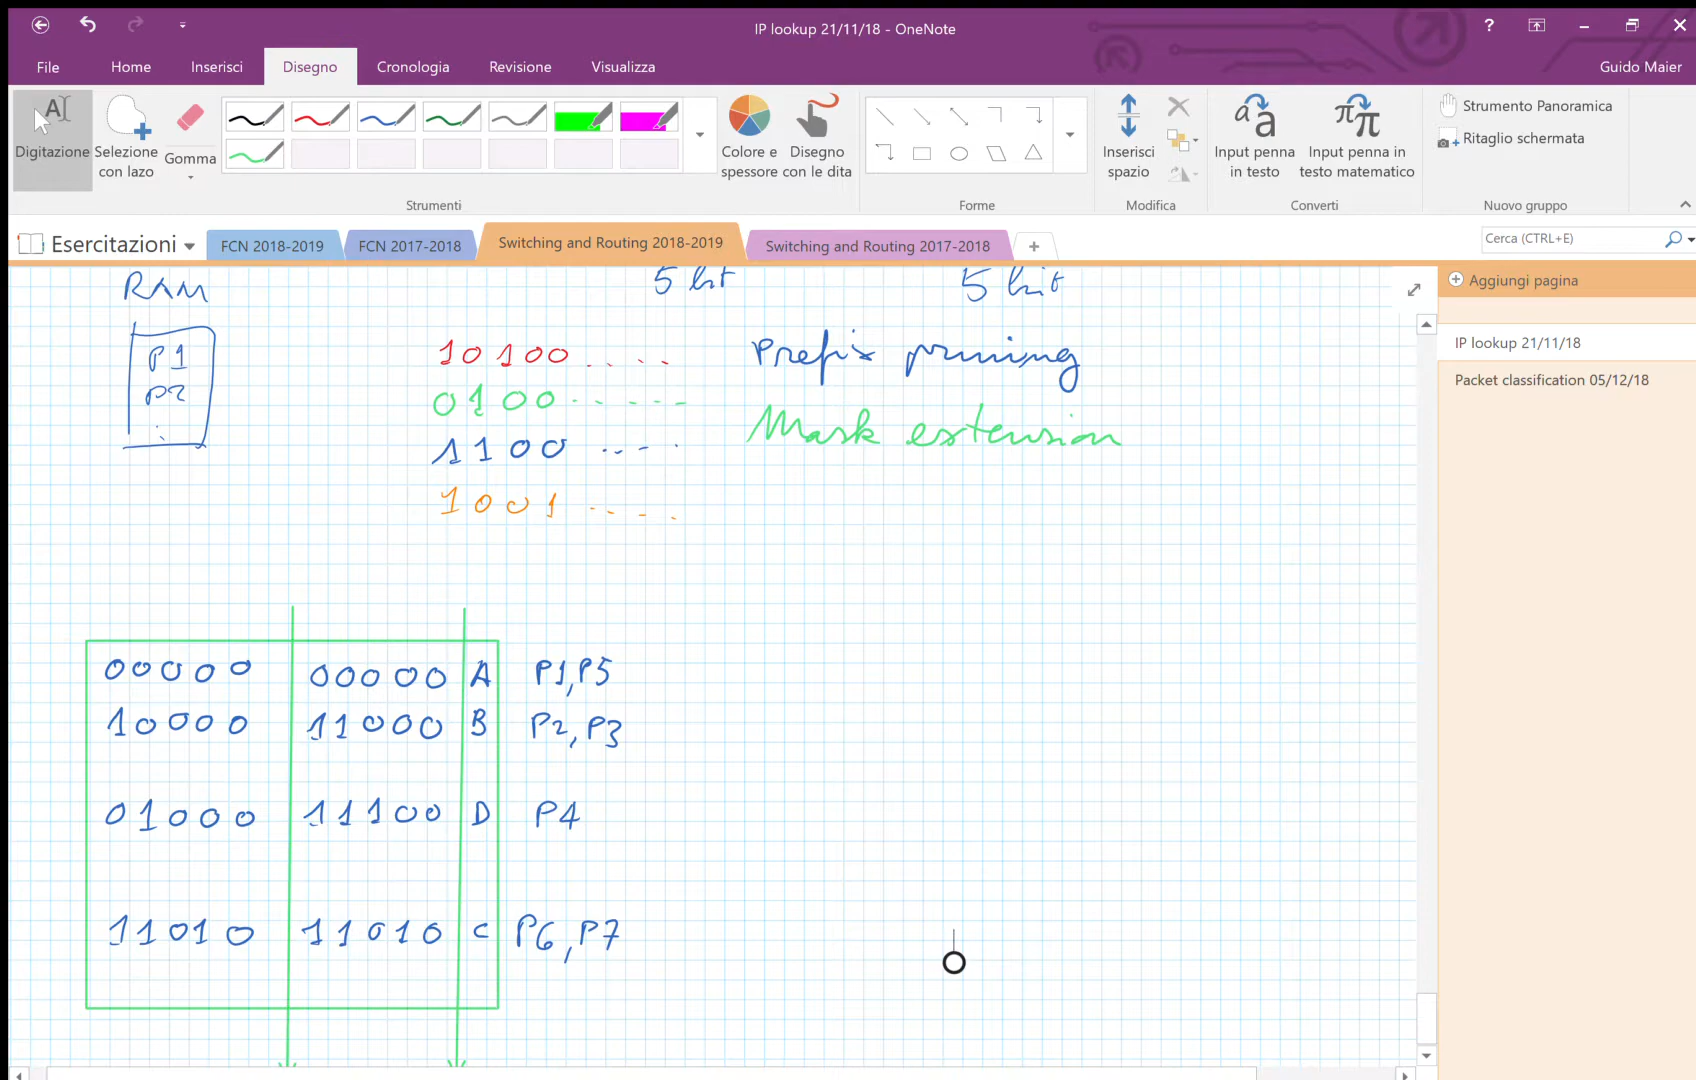 IP lookup 21/11/18 - OneNote
?
File
Home
Inserisci
Disegno
Cronologia
Revisione
Visualizza
Guido Maier
Digitazione
Selezione con lazo
Gomma
Colore e spessore
Disegno con le dita
Inserisci spazio
Input penna in testo
Input penna in testo matematico
Strumento Panoramica
Ritaglio schermata
Strumenti
Forme
Modifica
Converti
Nuovo gruppo
Esercitazioni
FCN 2018-2019
FCN 2017-2018
Switching and Routing 2018-2019
Switching and Routing 2017-2018
Cerca (CTRL+E)
Aggiungi pagina
IP lookup 21/11/18
Packet classification 05/12/18
RAM
5 bit
5 bit
P1
P2
10100 ....
Prefix pruning
0100 ......
Mask extension
1100 ....
1001 ....
00000 00000 A P1,P5
10000 11000 B P2,P3
01000 11100 D P4
11010 11010 C P6,P7